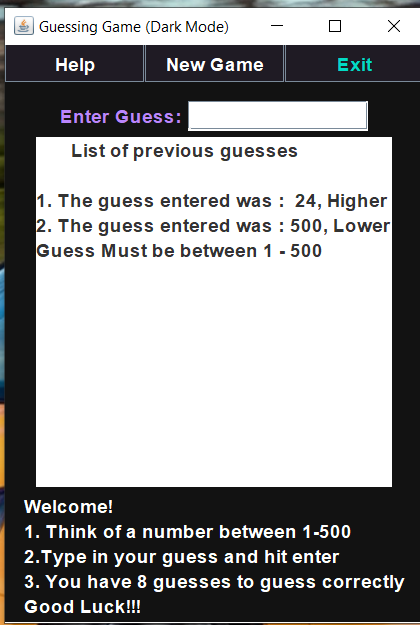 Guessing Game (Dark Mode)
Help New Game Exit
Enter Guess:
List of previous guesses
1. The guess entered was : 24, Higher
2. The guess entered was : 500, Lower
Guess Must be between 1 - 500
Welcome!
1. Think of a number between 1-500
2.Type in your guess and hit enter
3. You have 8 guesses to guess correctly
Good Luck!!!